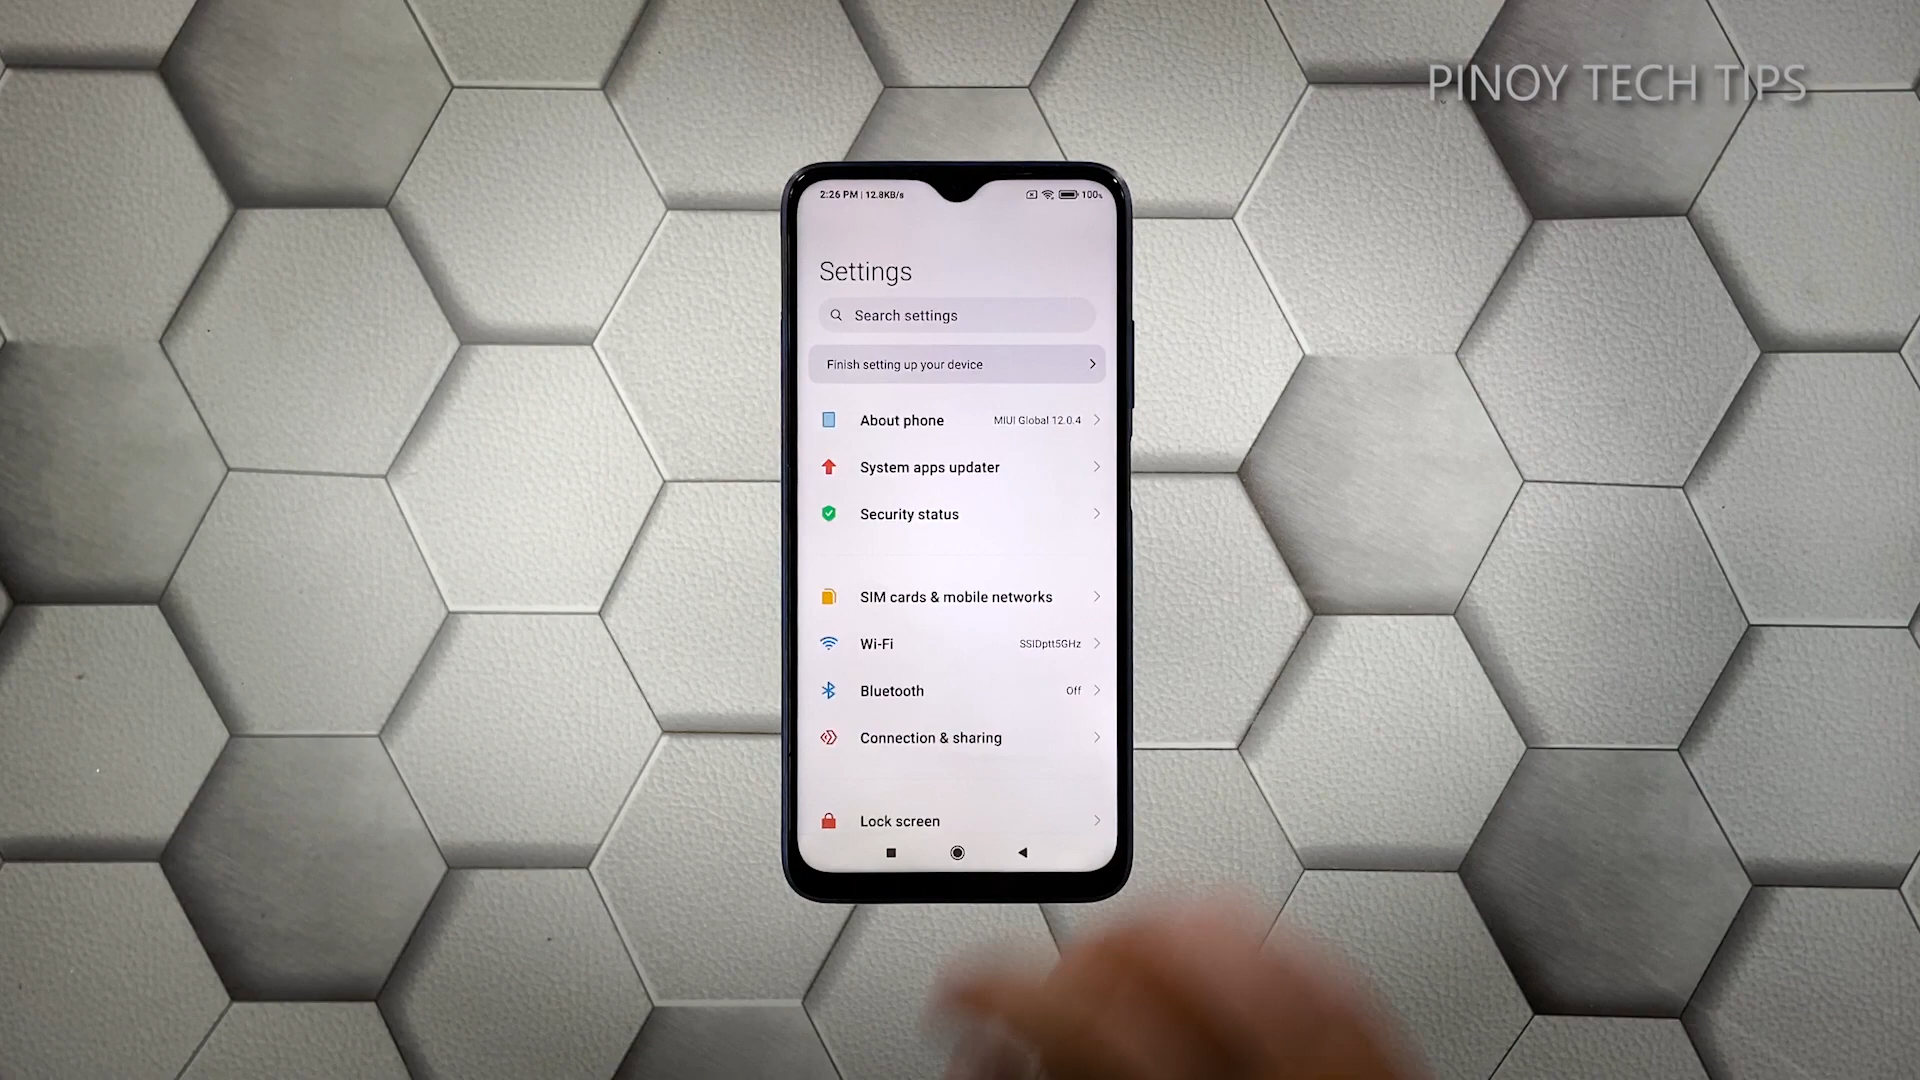 PINOY TECH TIPS
2:26 PM | 12.8KB/s 100%
Settings
Search settings
Finish setting up your device
About phone MIUI Global 12.0.4
System apps updater
Security status
SIM cards & mobile networks
Wi-Fi SSIDptt5GHz
Bluetooth Off
Connection & sharing
Lock screen